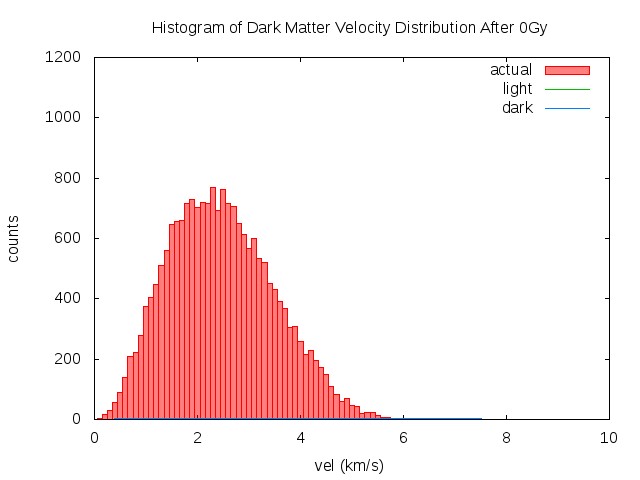 Histogram of Dark Matter Velocity Distribution After 0Gy
1200
1000
800
600
400
200
0
counts
actual
light
dark
0 2 4 6 8 10
vel (km/s)